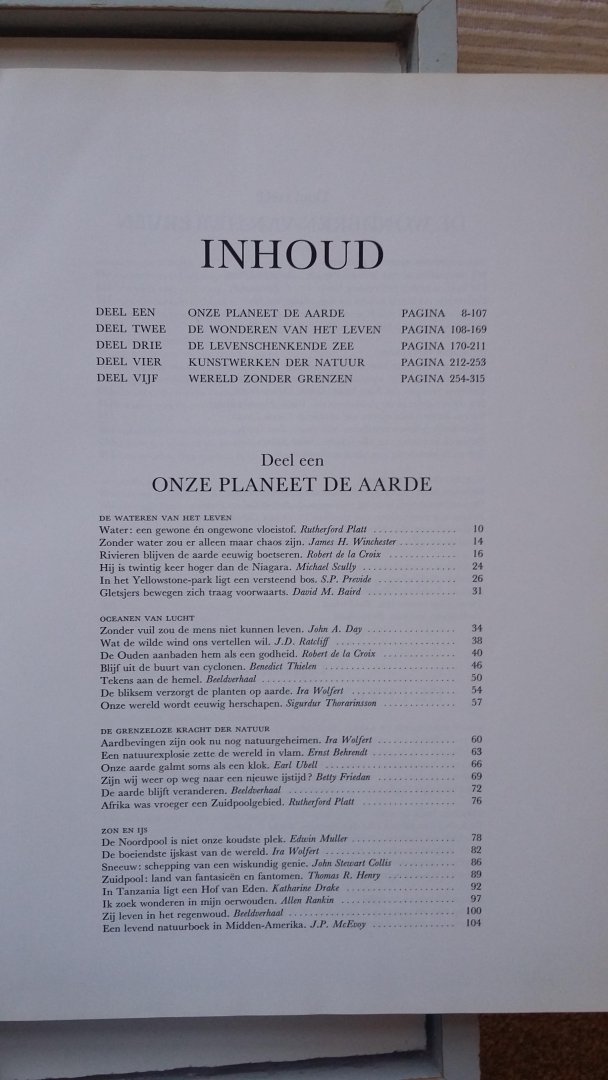 INHOUD
DEEL EEN ONZE PLANEET DE AARDE PAGINA 8-107
DEEL TWEE DE WONDEREN VAN HET LEVEN PAGINA 108-169
DEEL DRIE DE LEVENSCHENKENDE ZEE PAGINA 170-211
DEEL VIER KUNSTWERKEN DER NATUUR PAGINA 212-253
DEEL VIJF WERELD ZONDER GRENZEN PAGINA 254-315
Deel een
ONZE PLANEET DE AARDE
DE WATEREN VAN HET LEVEN
Water: een gewone én ongewone vloeistof. Rutherford Platt . . . . . . . . . . . . . . . . 10
Zonder water zou er alleen maar chaos zijn. James H. Winchester . . . . . . . . . . . 14
Rivieren blijven de aarde eeuwig boetseren. Robert de la Croix . . . . . . . . . . . . . . 16
Hij is twintig keer hoger dan de Niagara. Michael Scully . . . . . . . . . . . . . . . . . . 24
In het Yellowstone-park ligt een versteend bos. S.P. Previde . . . . . . . . . . . . . . . 26
Gletsjers bewegen zich traag voorwaarts. David M. Baird . . . . . . . . . . . . . . . . . 31
OCEANEN VAN LUCHT
Zonder vuil zou de mens niet kunnen leven. John A. Day . . . . . . . . . . . . . . . . . 34
Wat de wilde wind ons vertellen wil. J.D. Ratcliff . . . . . . . . . . . . . . . . . . . . . . . 38
De Ouden aanbaden hem als een godheid. Robert de la Croix . . . . . . . . . . . . . . . 40
Blijf uit de buurt van cyclonen. Benedict Thielen . . . . . . . . . . . . . . . . . . . . . . . . 46
Tekens aan de hemel. Beeldverhaal . . . . . . . . . . . . . . . . . . . . . . . . . . . . . . . . . 50
De bliksem verzorgt de planten op aarde. Ira Wolfert . . . . . . . . . . . . . . . . . . . . . 54
Onze wereld wordt eeuwig herschapen. Sigurdur Thorarinsson . . . . . . . . . . . . . . 57
DE GRENZELOZE KRACHT DER NATUUR
Aardbevingen zijn ook nu nog natuurgeheimen. Ira Wolfert . . . . . . . . . . . . . . . . 60
Een natuurexplosie zette de wereld in vlam. Ernst Behrendt . . . . . . . . . . . . . . . . 63
Onze aarde galmt soms als een klok. Earl Ubell . . . . . . . . . . . . . . . . . . . . . . . . . 66
Zijn wij weer op weg naar een nieuwe ijstijd? Betty Friedan . . . . . . . . . . . . . . . . 69
De aarde blijft veranderen. Beeldverhaal . . . . . . . . . . . . . . . . . . . . . . . . . . . . . . 72
Afrika was vroeger een Zuidpoolgebied. Rutherford Platt . . . . . . . . . . . . . . . . . . 76
ZON EN IJS
De Noordpool is niet onze koudste plek. Edwin Muller . . . . . . . . . . . . . . . . . . . . 78
De boeiendste ijskast van de wereld. Ira Wolfert . . . . . . . . . . . . . . . . . . . . . . . . . 82
Sneeuw: schepping van een wiskundig genie. John Stewart Collis . . . . . . . . . . . . 86
Zuidpool: land van fantasieën en fantomen. Thomas R. Henry . . . . . . . . . . . . . . . 89
In Tanzania ligt een Hof van Eden. Katharine Drake . . . . . . . . . . . . . . . . . . . . . . 92
Ik zoek wonderen in mijn oerwouden. Allen Rankin . . . . . . . . . . . . . . . . . . . . . . 97
Zij leven in het regenwoud. Beeldverhaal . . . . . . . . . . . . . . . . . . . . . . . . . . . . . . 100
Een levend natuurboek in Midden-Amerika. J.P. McEvoy . . . . . . . . . . . . . . . . 104